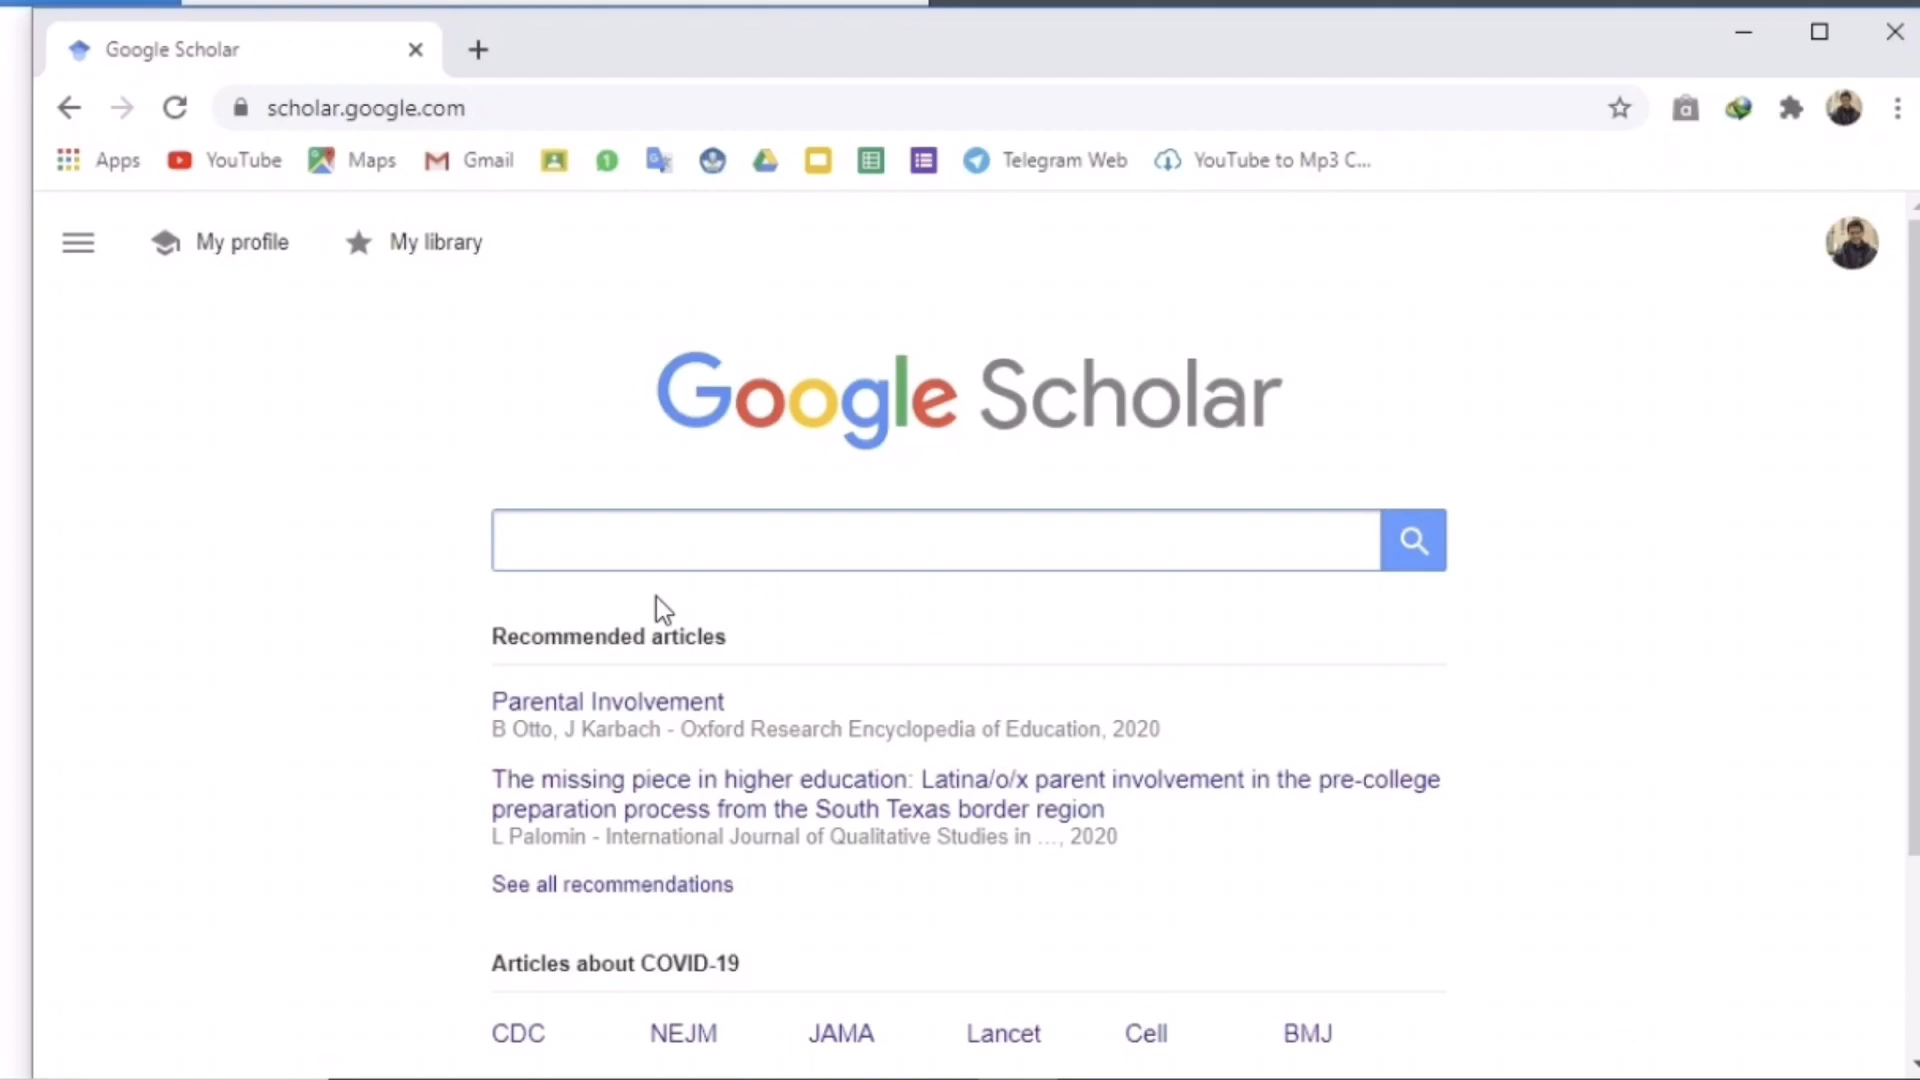 Google Scholar
scholar.google.com
Apps YouTube Maps Gmail Telegram Web YouTube to Mp3 C...
My profile My library
Google Scholar
Recommended articles
Parental Involvement
B Otto, J Karbach - Oxford Research Encyclopedia of Education, 2020
The missing piece in higher education: Latina/o/x parent involvement in the pre-college
preparation process from the South Texas border region
L Palomin - International Journal of Qualitative Studies in …, 2020
See all recommendations
Articles about COVID-19
CDC NEJM JAMA Lancet Cell BMJ